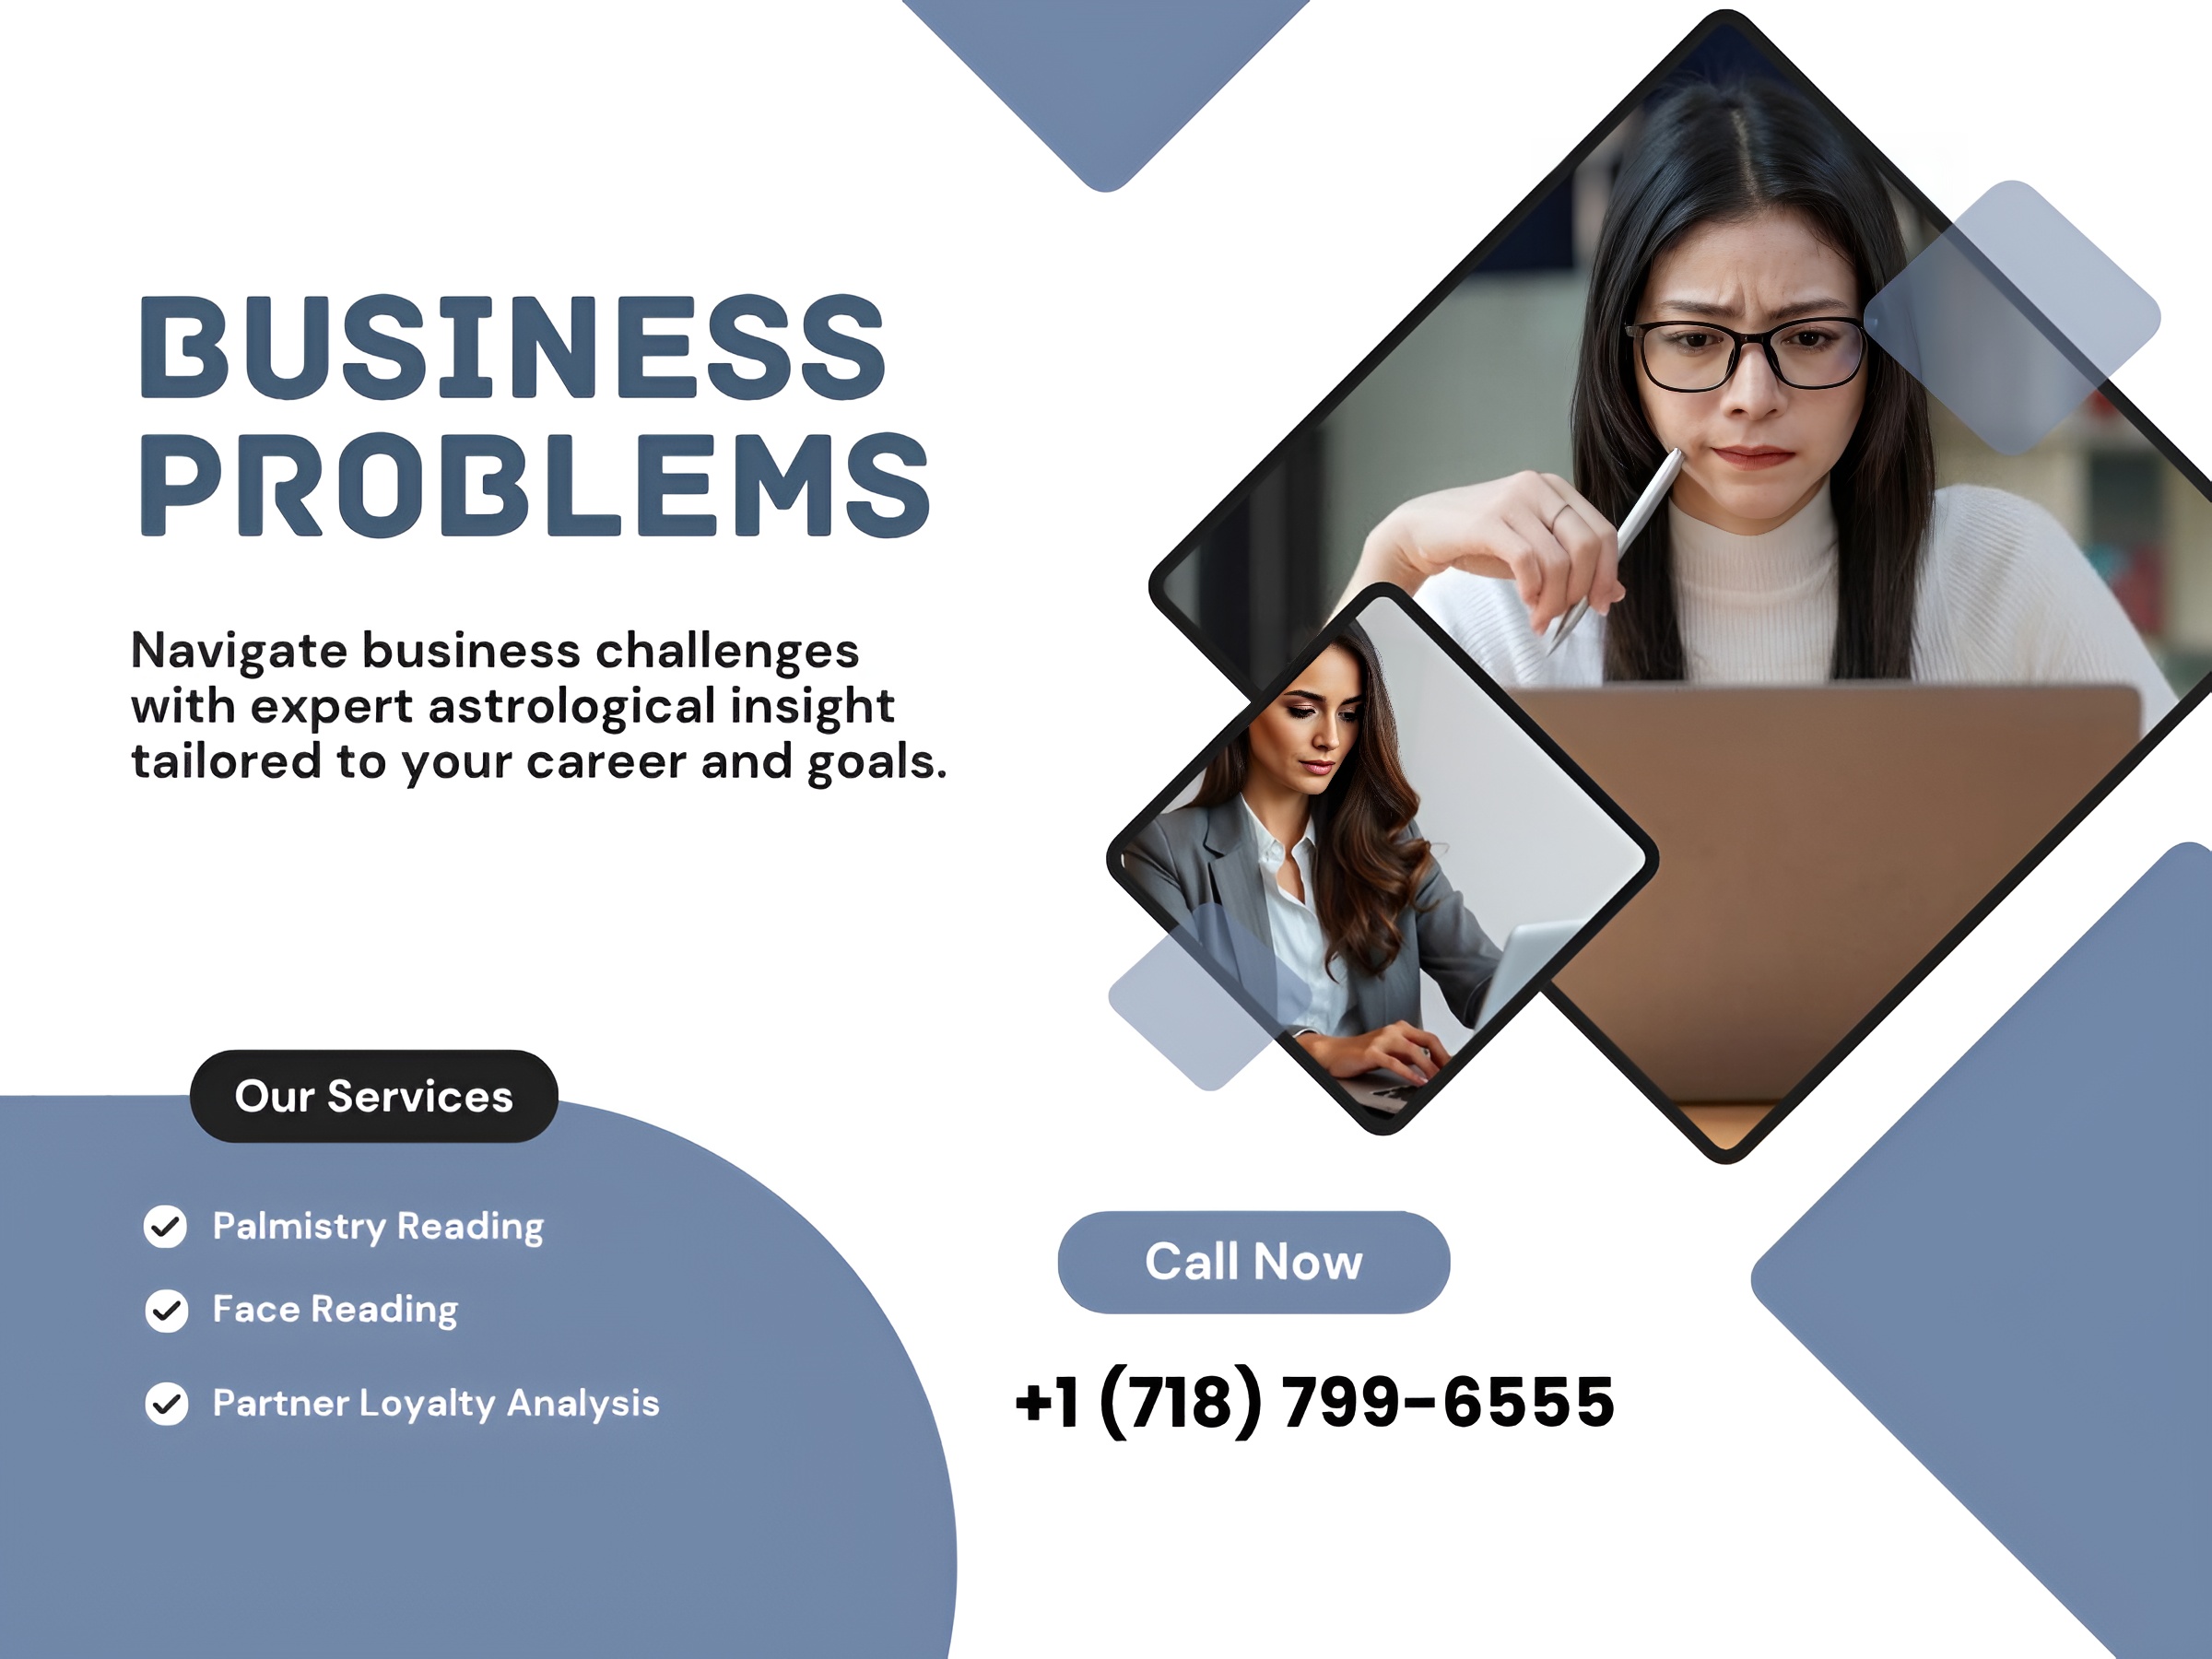 BUSINESS
PROBLEMS
Navigate business challenges
with expert astrological insight
tailored to your career and goals.
Our Services
Palmistry Reading
Face Reading
Partner Loyalty Analysis
Call Now
+1 (718) 799-6555